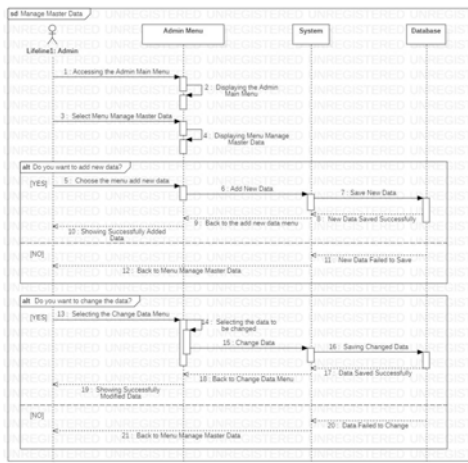 sd Manage Master Data
Admin Menu
System
Database
Lifeline1: Admin
1 : Accessing the Admin Main Menu
2 : Displaying the Admin
Main Menu
3 : Select Menu Manage Master Data
4 : Displaying Menu Manage
Master Data
alt Do you want to add new data?
[YES]
5 : Choose the menu add new data
6 : Add New Data
7 : Save New Data
8 : New Data Saved Successfully
9 : Back to the add new data menu
10 : Showing Successfully Added
Data
[NO]
11 : New Data Failed to Save
12 : Back to Menu Manage Master Data
alt Do you want to change the data?
[YES]
13 : Selecting the Change Data Menu
14 : Selecting the data to
be changed
15 : Change Data
16 : Saving Changed Data
17 : Data Saved Successfully
18 : Back to Change Data Menu
19 : Showing Successfully
Modified Data
[NO]
20 : Data Failed to Change
21 : Back to Menu Manage Master Data
UNREGISTERED